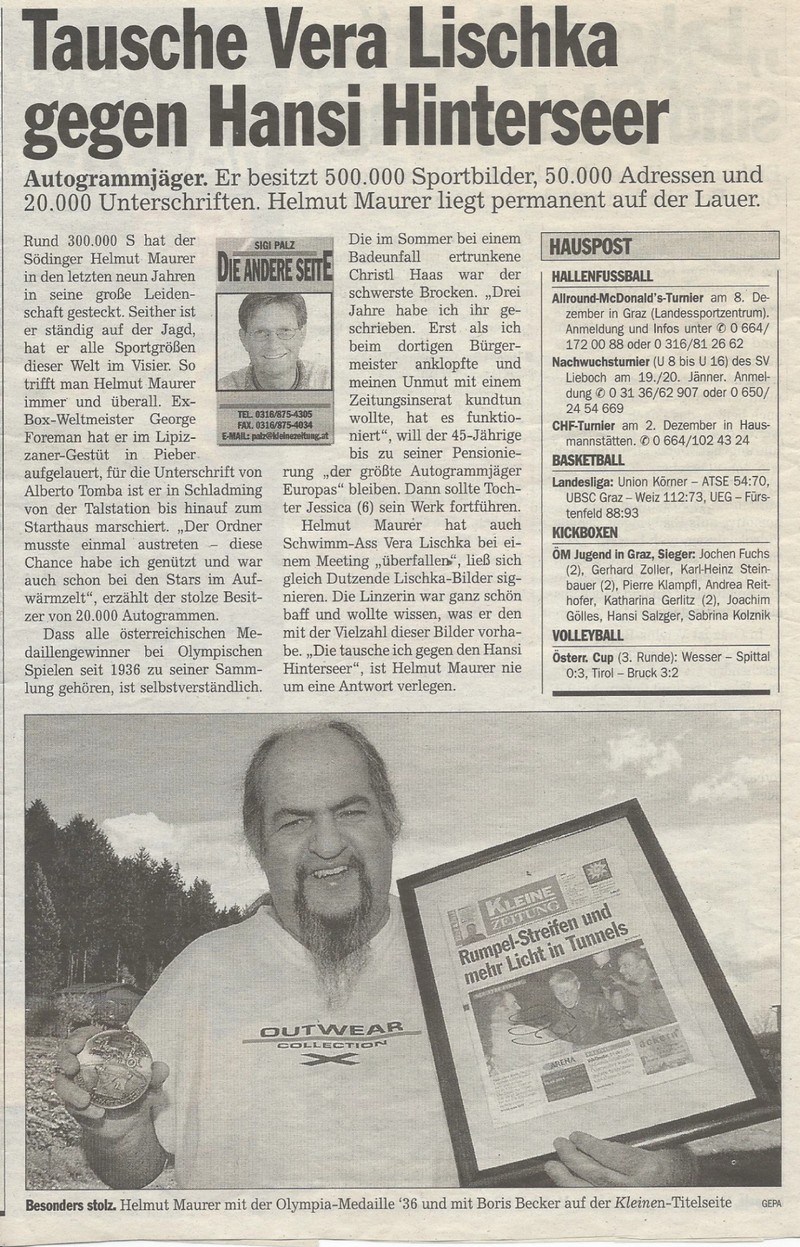 Tausche Vera Lischka
gegen Hansi Hinterseer
Autogrammjäger. Er besitzt 500.000 Sportbilder, 50.000 Adressen und
20.000 Unterschriften. Helmut Maurer liegt permanent auf der Lauer.
Rund 300.000 S hat der
Södinger Helmut Maurer
in den letzten neun Jahren
in seine große Leiden-
schaft gesteckt. Seither ist
er ständig auf der Jagd,
hat er alle Sportgrößen
dieser Welt im Visier. So
trifft man Helmut Maurer
immer und überall. Ex-
Box-Weltmeister George
Foreman hat er im Lipiz-
zaner-Gestüt in Pieber
aufgelauert, für die Unterschrift von
Alberto Tomba ist er in Schladming
von der Talstation bis hinauf zum
Starthaus marschiert. „Der Ordner
musste einmal austreten – diese
Chance habe ich genützt und war
auch schon bei den Stars im Auf-
wärmzelt“, erzählt der stolze Besit-
zer von 20.000 Autogrammen.
Dass alle österreichischen Me-
daillengewinner bei Olympischen
Spielen seit 1936 zu seiner Samm-
lung gehören, ist selbstverständlich.
SIGI PALZ
DIE ANDERE SEITE
TEL. 0316/875-4305
FAX. 0316/875-4034
E-MAIL: palz@kleinezeitung.at
Die im Sommer bei einem
Badeunfall ertrunkene
Christl Haas war der
schwerste Brocken. „Drei
Jahre habe ich ihr ge-
schrieben. Erst als ich
beim dortigen Bürger-
meister anklopfte und
meinen Unmut mit einem
Zeitungsinserat kundtun
wollte, hat es funktio-
niert“, will der 45-Jährige
bis zu seiner Pensionie-
rung „der größte Autogrammjäger
Europas“ bleiben. Dann sollte Toch-
ter Jessica (6) sein Werk fortführen.
Helmut Maurer hat auch
Schwimm-Ass Vera Lischka bei ei-
nem Meeting „überfallen“, ließ sich
gleich Dutzende Lischka-Bilder sig-
nieren. Die Linzerin war ganz schön
baff und wollte wissen, was er den
mit der Vielzahl dieser Bilder vorha-
be. „Die tausche ich gegen den Hansi
Hinterseer“, ist Helmut Maurer nie
um eine Antwort verlegen.
HAUSPOST
HALLENFUSSBALL
Allround-McDonald's-Turnier am 8. De-
zember in Graz (Landessportzentrum).
Anmeldung und Infos unter ✆ 0 664/
172 00 88 oder 0 316/81 26 62
Nachwuchsturnier (U 8 bis U 16) des SV
Lieboch am 19./20. Jänner. Anmel-
dung ✆ 0 31 36/62 907 oder 0 650/
24 54 669
CHF-Turnier am 2. Dezember in Haus-
mannstätten. ✆ 0 664/102 43 24
BASKETBALL
Landesliga: Union Körner – ATSE 54:70,
UBSC Graz – Weiz 112:73, UEG – Fürs-
tenfeld 88:93
KICKBOXEN
ÖM Jugend in Graz, Sieger: Jochen Fuchs
(2), Gerhard Zoller, Karl-Heinz Stein-
bauer (2), Pierre Klampfl, Andrea Reit-
hofer, Katharina Gerlitz (2), Joachim
Gölles, Hansi Salzger, Sabrina Kolznik
VOLLEYBALL
Österr. Cup (3. Runde): Wesser – Spittal
0:3, Tirol – Bruck 3:2
OUTWEAR
COLLECTION
KLEINE
ZEITUNG
Rumpel-Streifen und
mehr Licht in Tunnels
ARENA
Besonders stolz. Helmut Maurer mit der Olympia-Medaille ‘36 und mit Boris Becker auf der Kleinen-Titelseite
GEPA